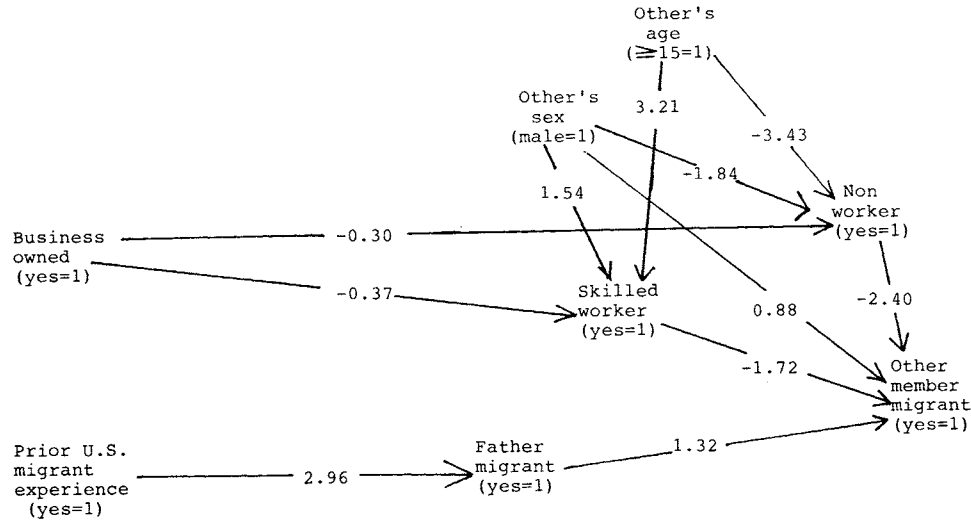 Other's
age
(≥15=1)
Other's
sex
(male=1)
3.21
-3.43
1.54
-1.84
Non
worker
(yes=1)
Business
owned
(yes=1)
-0.30
-0.37
Skilled
worker
(yes=1)
0.88
-2.40
-1.72
Other
member
migrant
(yes=1)
Prior U.S.
migrant
experience
(yes=1)
2.96
Father
migrant
(yes=1)
1.32